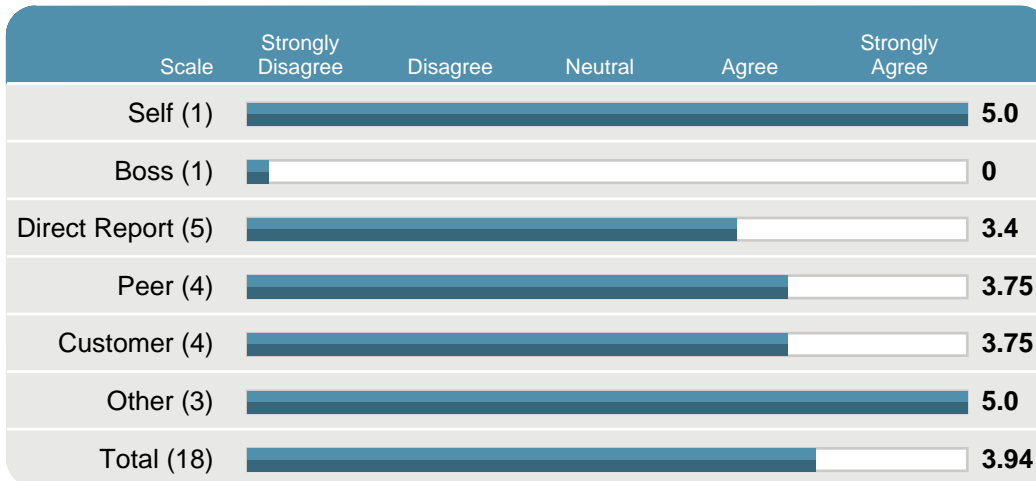 Scale Strongly Disagree Disagree Neutral Agree Strongly Agree
Self (1) 5.0
Boss (1) 0
Direct Report (5) 3.4
Peer (4) 3.75
Customer (4) 3.75
Other (3) 5.0
Total (18) 3.94